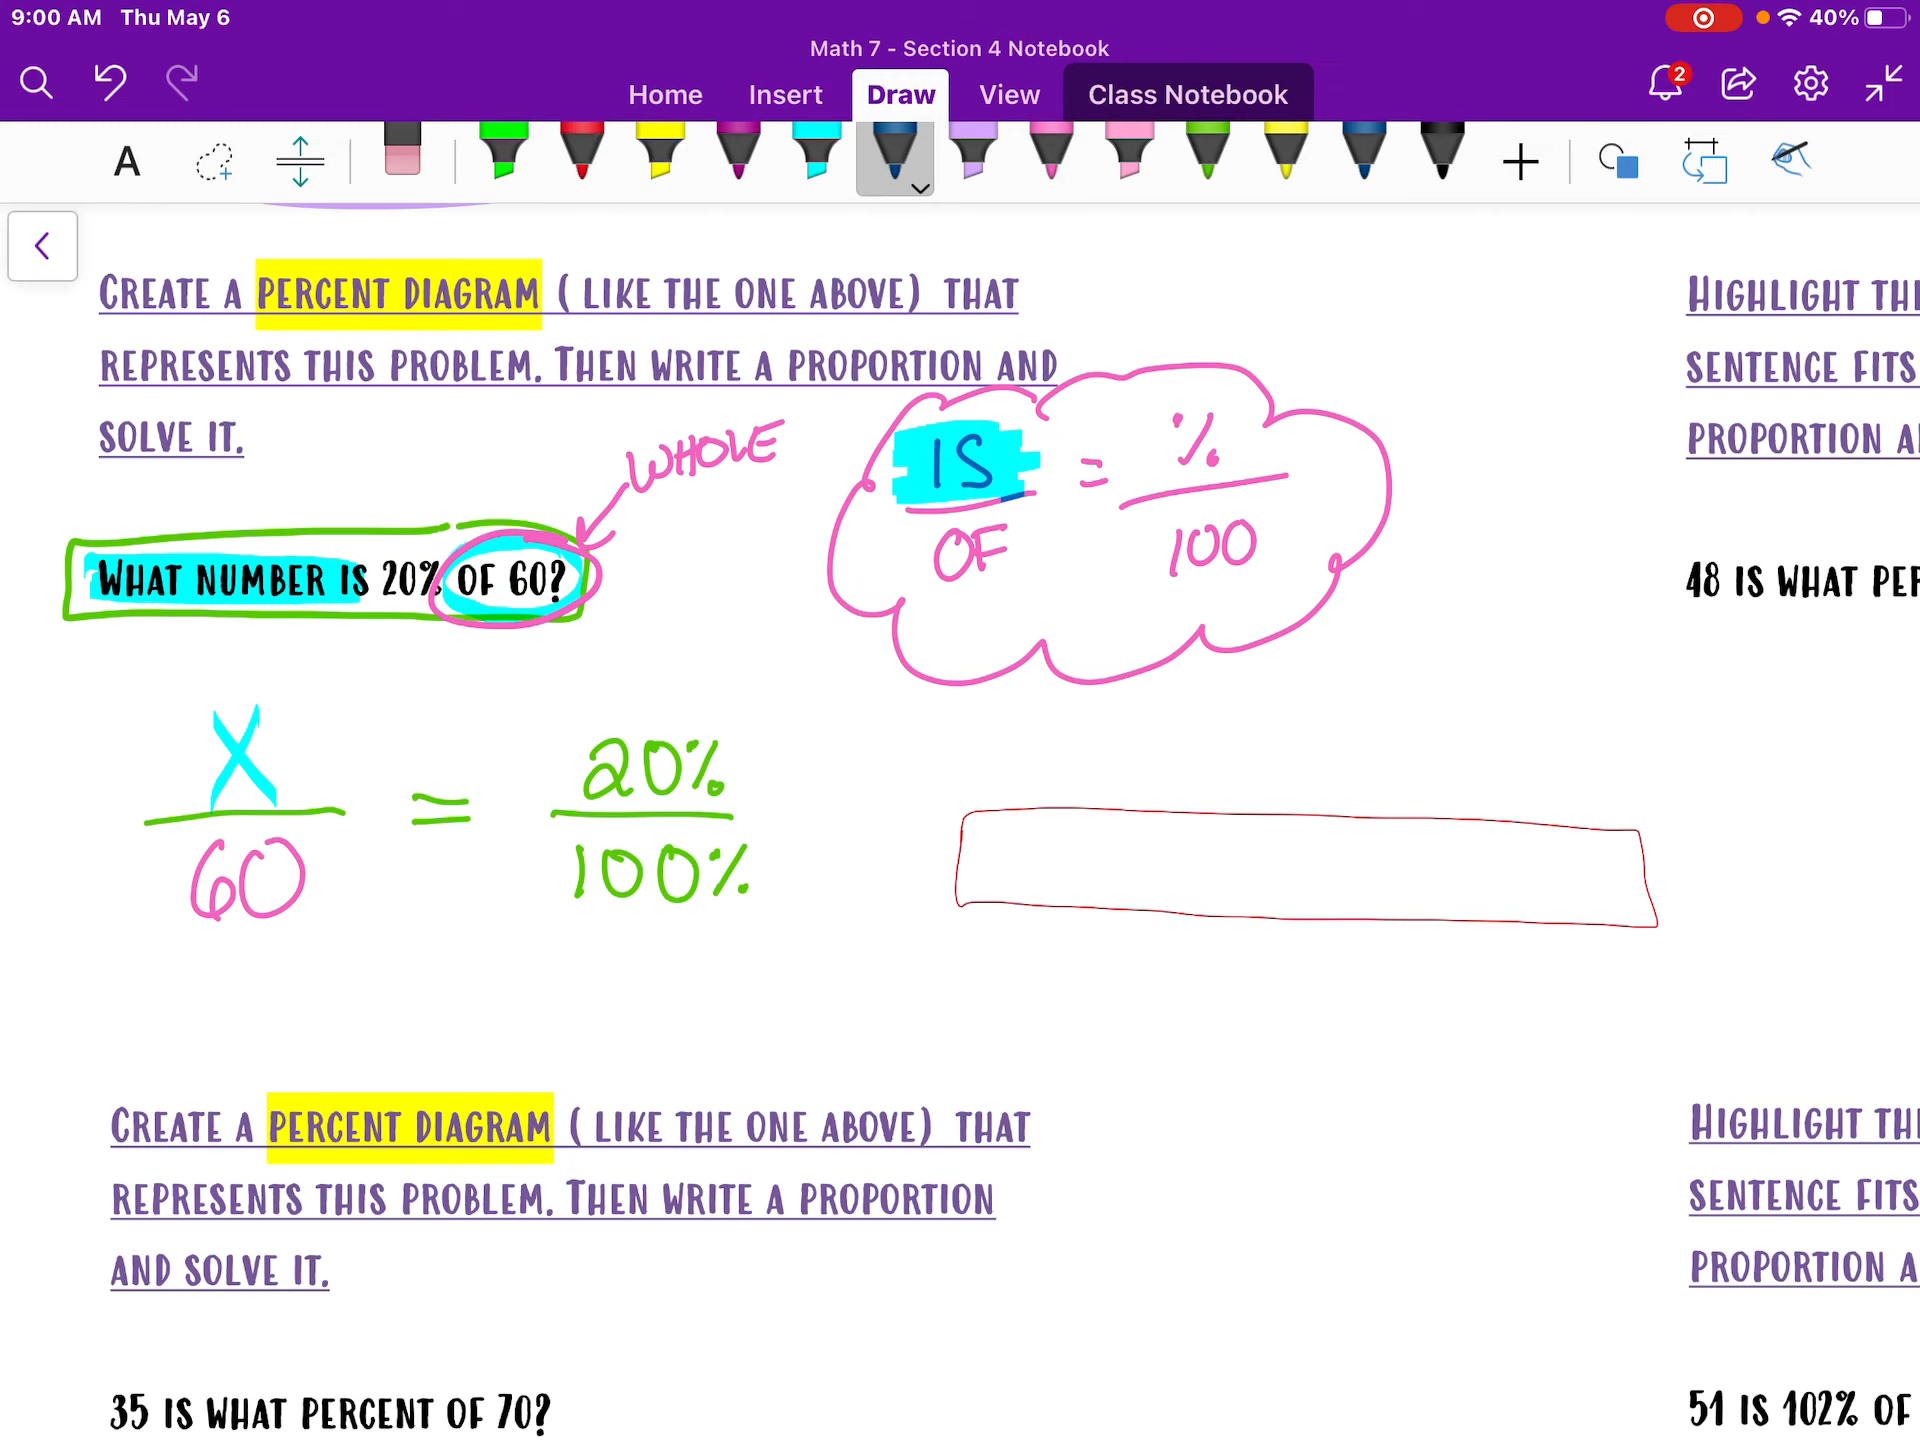 9:00 AM Thu May 6
40%
Math 7 - Section 4 Notebook
2
Home Insert Draw View Class Notebook
A
CREATE A PERCENT DIAGRAM (LIKE THE ONE ABOVE) THAT
REPRESENTS THIS PROBLEM. THEN WRITE A PROPORTION AND
SOLVE IT.
WHOLE
IS = %
OF 100
WHAT NUMBER IS 20% OF 60?
X = 20%
60 100%
CREATE A PERCENT DIAGRAM (LIKE THE ONE ABOVE) THAT
REPRESENTS THIS PROBLEM. THEN WRITE A PROPORTION
AND SOLVE IT.
35 IS WHAT PERCENT OF 70?
HIGHLIGHT TH
SENTENCE FITS
PROPORTION A
48 IS WHAT PER
HIGHLIGHT TH
SENTENCE FITS
PROPORTION A
51 IS 102% OF